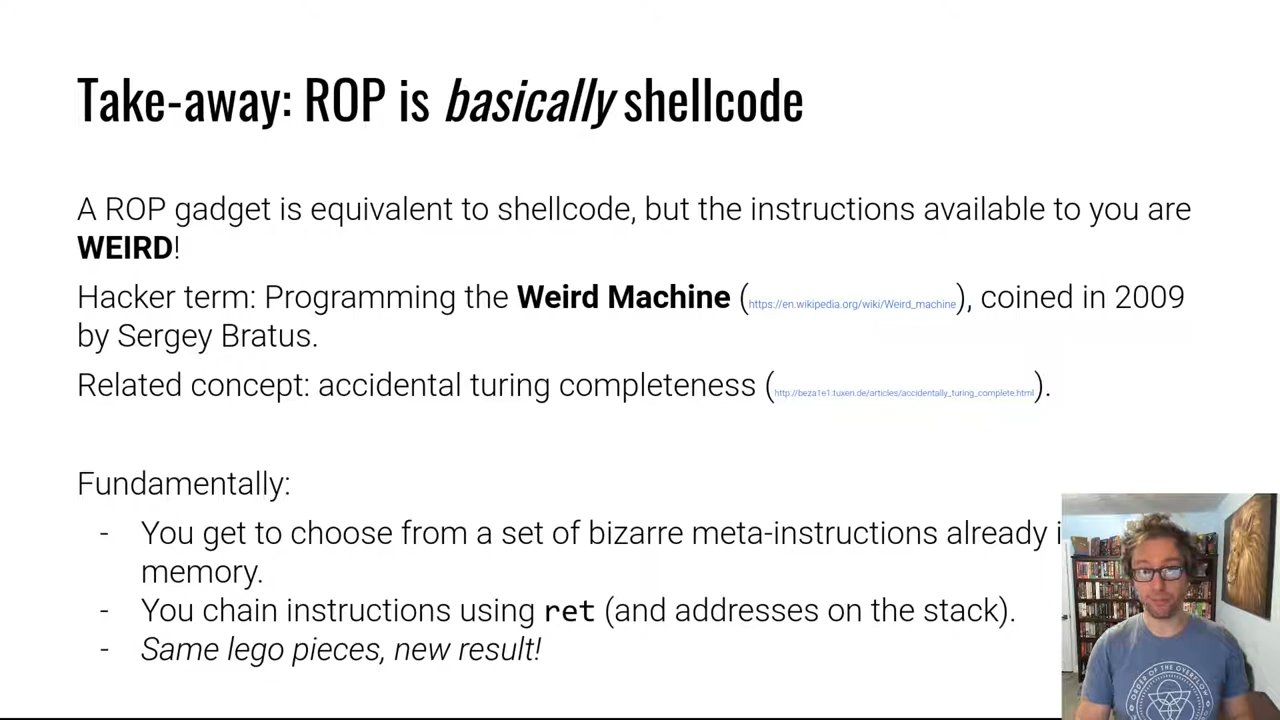 Take-away: ROP is basically shellcode
A ROP gadget is equivalent to shellcode, but the instructions available to you are
WEIRD!
Hacker term: Programming the Weird Machine (https://en.wikipedia.org/wiki/Weird_machine), coined in 2009
by Sergey Bratus.
Related concept: accidental turing completeness (http://beza1e1.tuxen.de/articles/accidentally_turing_complete.html).
Fundamentally:
- You get to choose from a set of bizarre meta-instructions already i
memory.
- You chain instructions using ret (and addresses on the stack).
- Same lego pieces, new result!
ORDER OF THE OVERFLOW